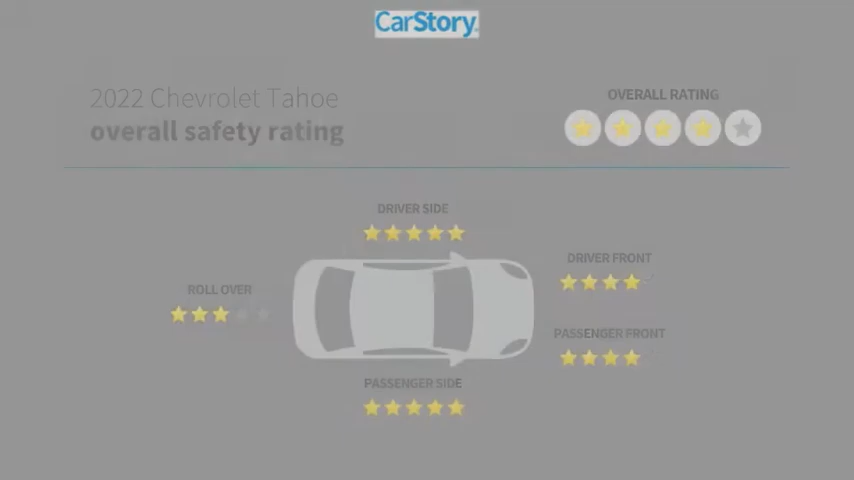 CarStory
2022 Chevrolet Tahoe
overall safety rating
OVERALL RATING
DRIVER SIDE
DRIVER FRONT
ROLL OVER
PASSENGER FRONT
PASSENGER SIDE